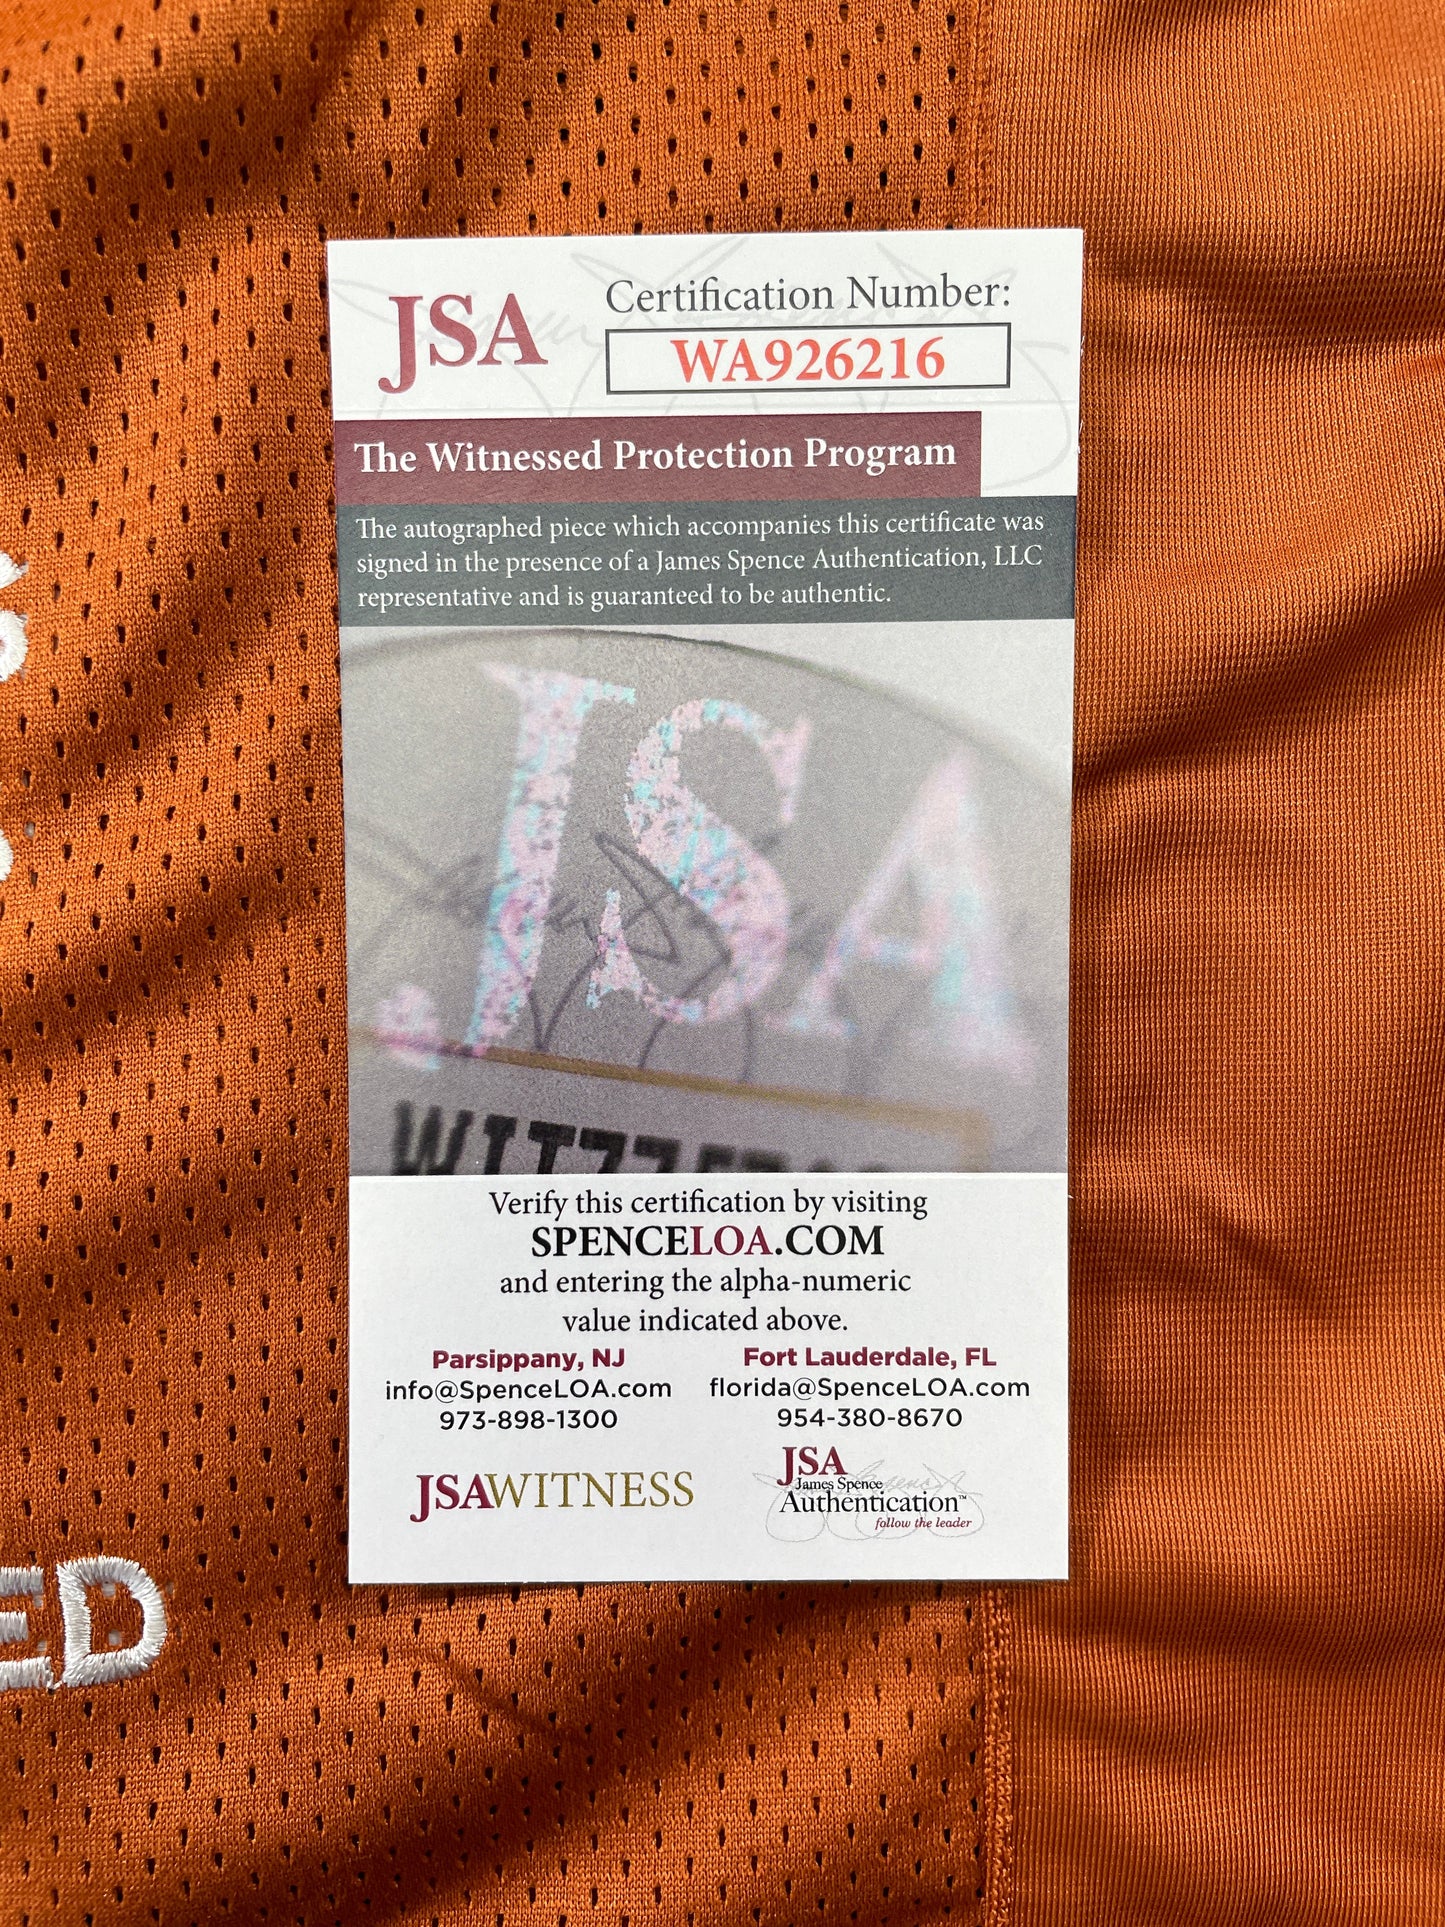 JSA
Certification Number:
WA926216
The Witnessed Protection Program
The autographed piece which accompanies this certificate was
signed in the presence of a James Spence Authentication, LLC
representative and is guaranteed to be authentic.
JSA
Verify this certification by visiting
SPENCELOA.COM
and entering the alpha-numeric
value indicated above.
Parsippany, NJ
info@SpenceLOA.com
973-898-1300
Fort Lauderdale, FL
florida@SpenceLOA.com
954-380-8670
JSAWITNESS
JSA
James Spence
Authentication™
follow the leader
ED